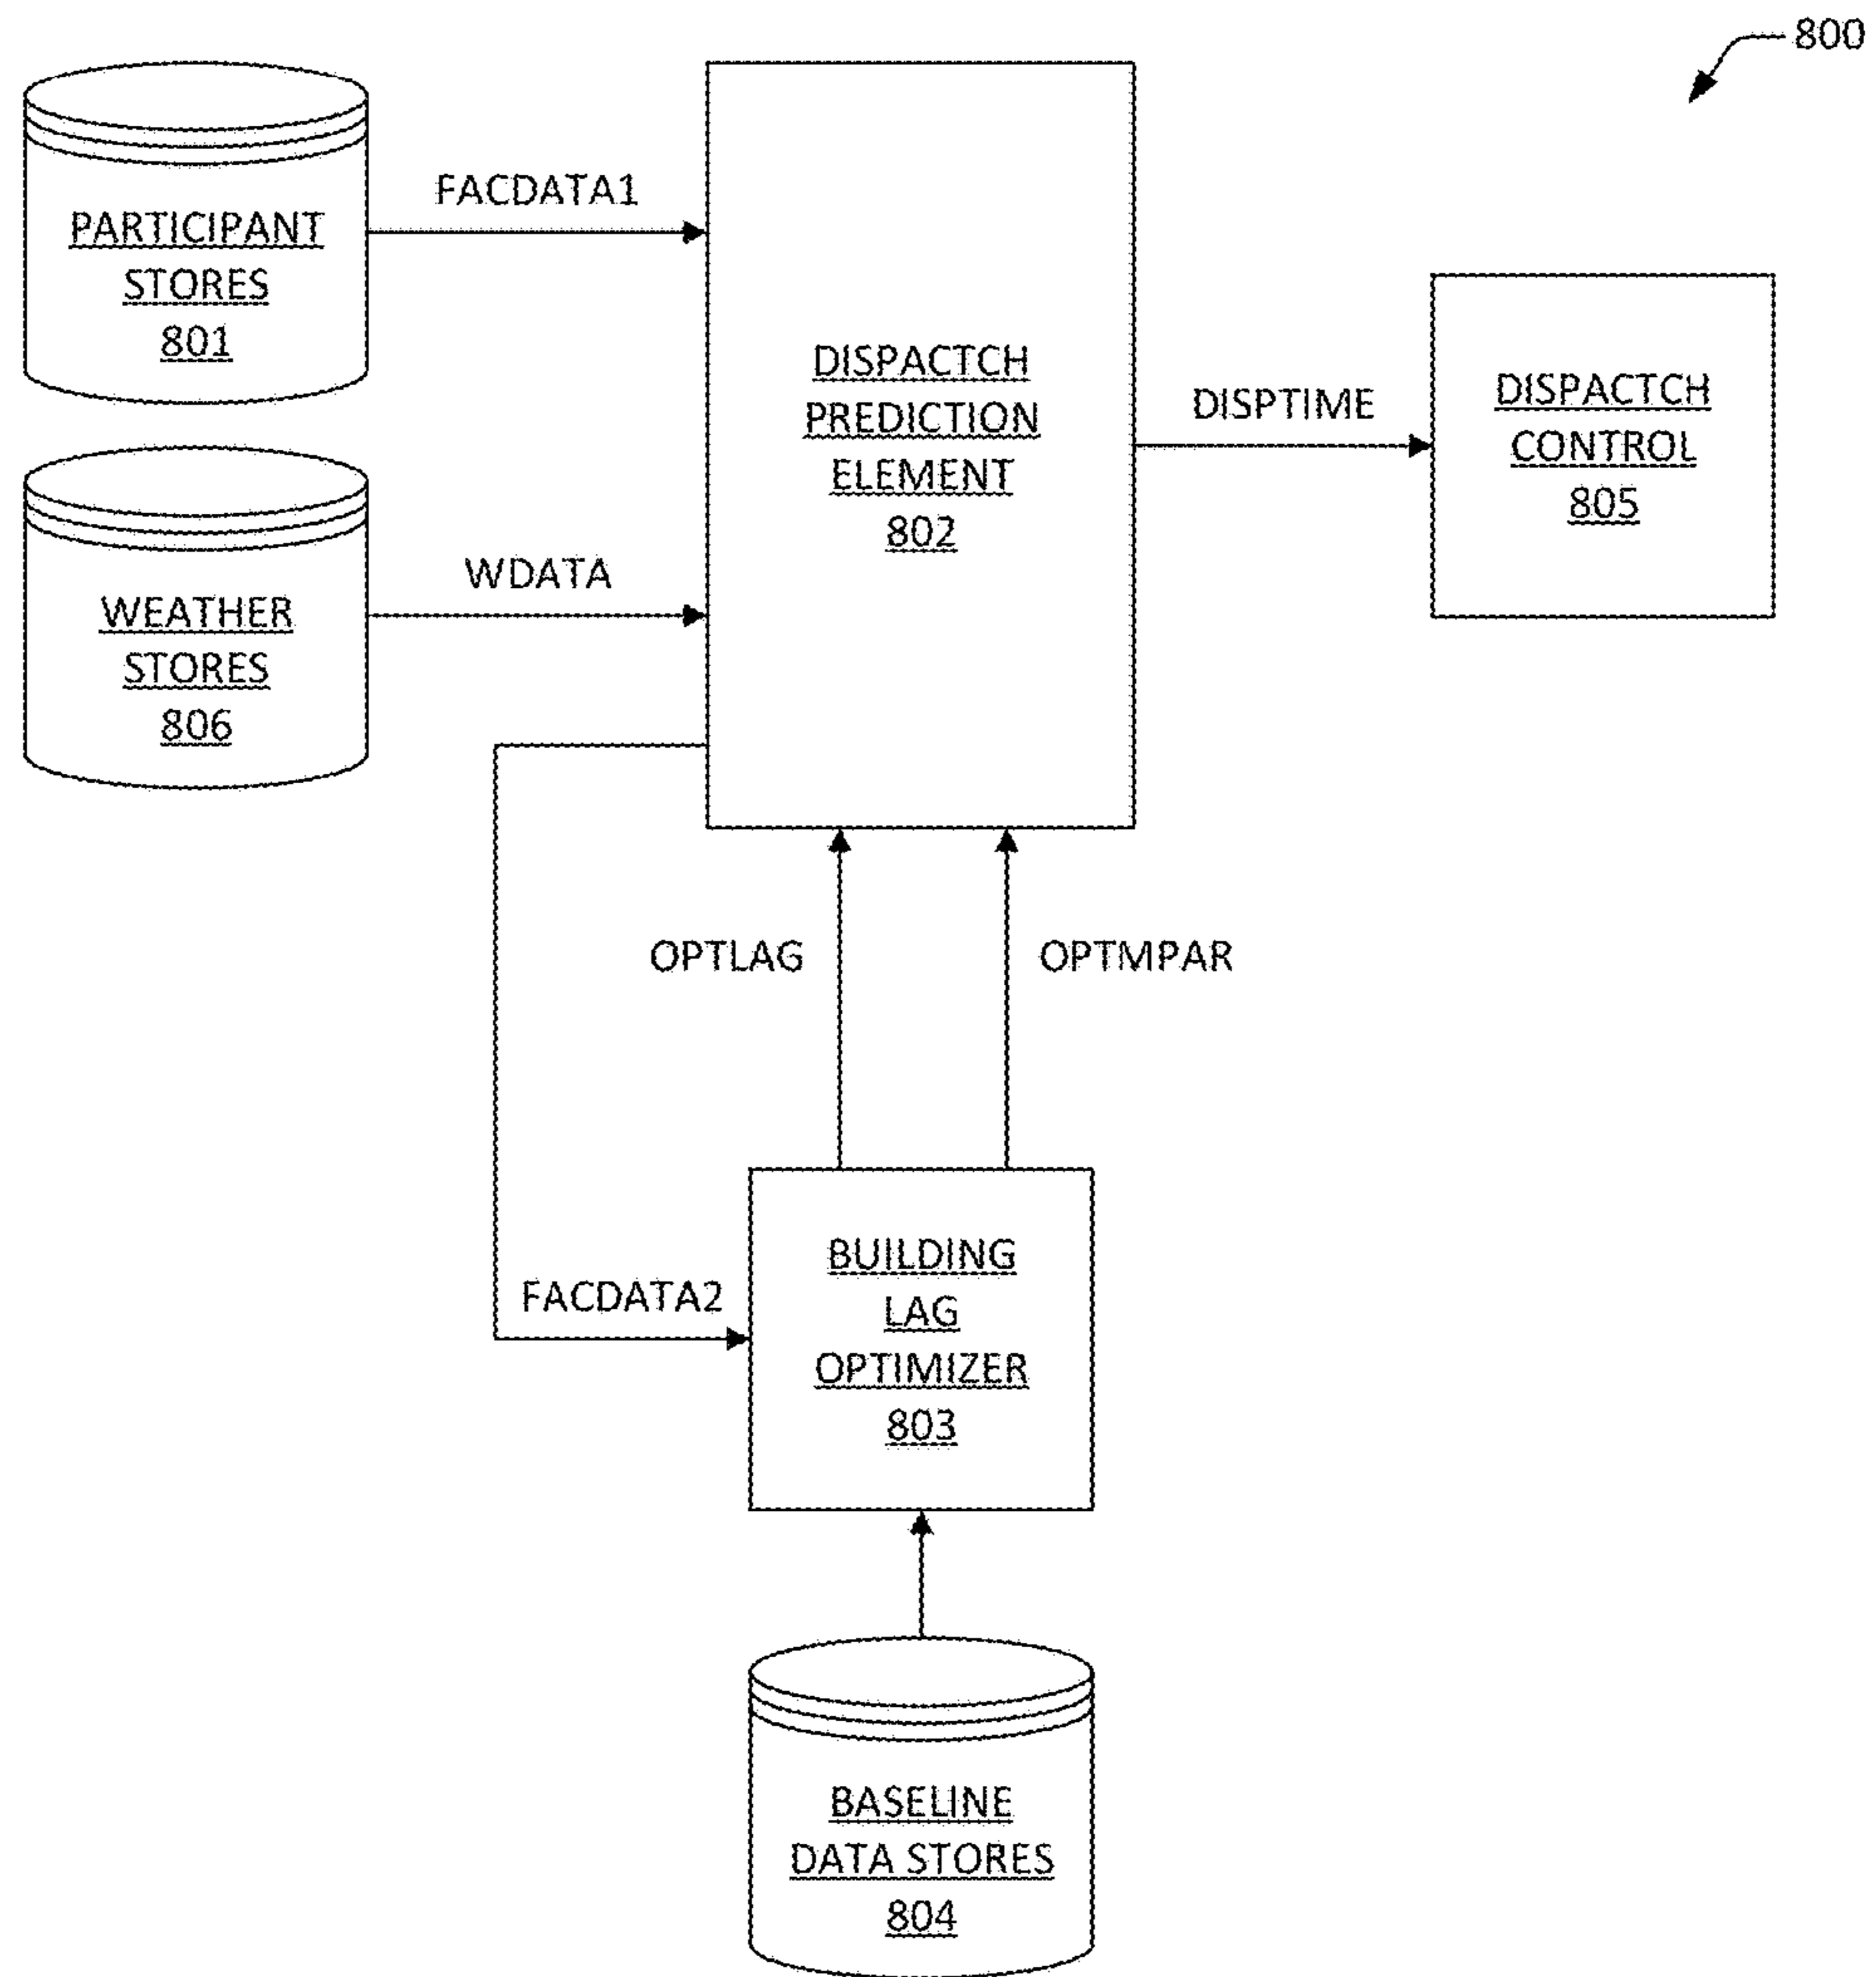 800
PARTICIPANT
STORES
801
FACDATA1
DISPACTCH
PREDICTION
ELEMENT
802
DISPTIME
DISPACTCH
CONTROL
805
WEATHER
STORES
806
WDATA
OPTLAG
OPTMPAR
FACDATA2
BUILDING
LAG
OPTIMIZER
803
BASELINE
DATA STORES
804